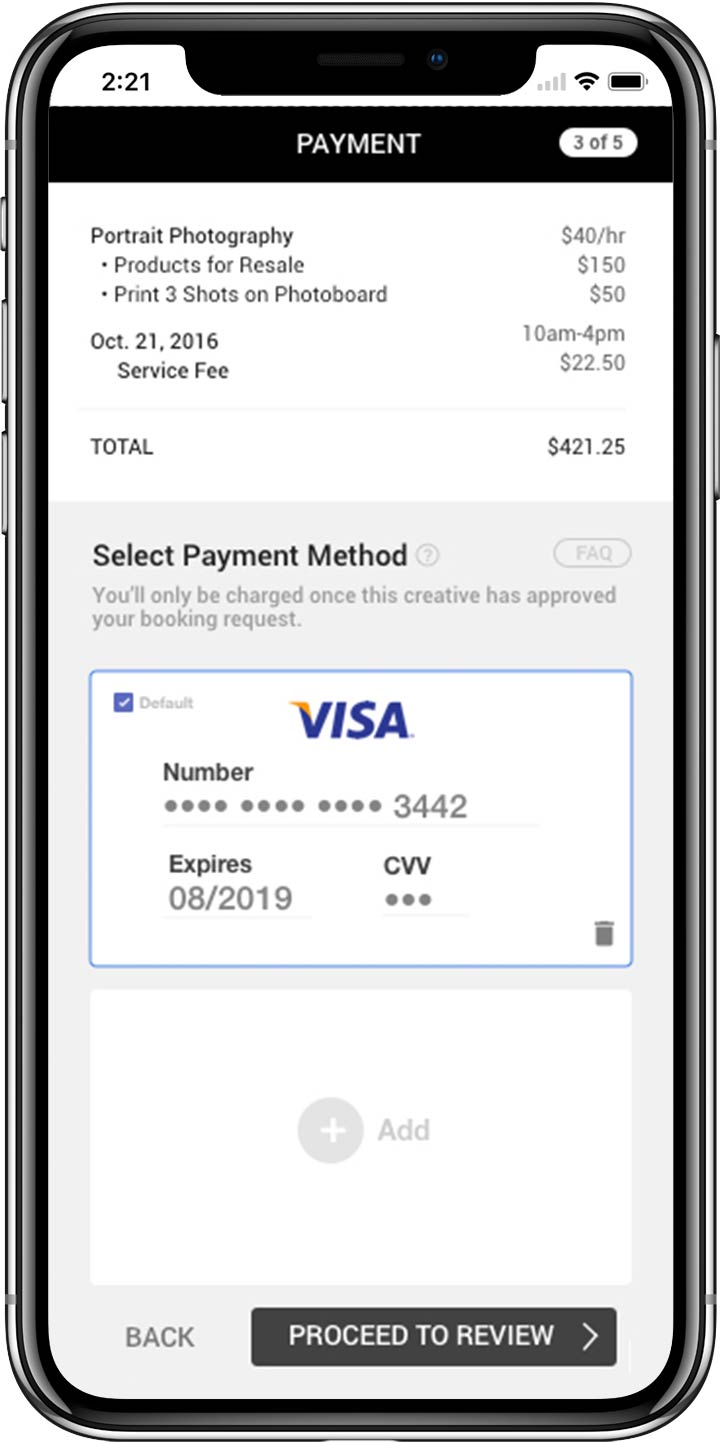 2:21
PAYMENT
3 of 5
Portrait Photography $40/hr
• Products for Resale $150
• Print 3 Shots on Photoboard $50
Oct. 21, 2016 10am-4pm
Service Fee $22.50
TOTAL $421.25
Select Payment Method ? FAQ
You'll only be charged once this creative has approved
your booking request.
Default VISA
Number
•••• •••• •••• 3442
Expires CVV
08/2019 •••
+ Add
BACK PROCEED TO REVIEW >